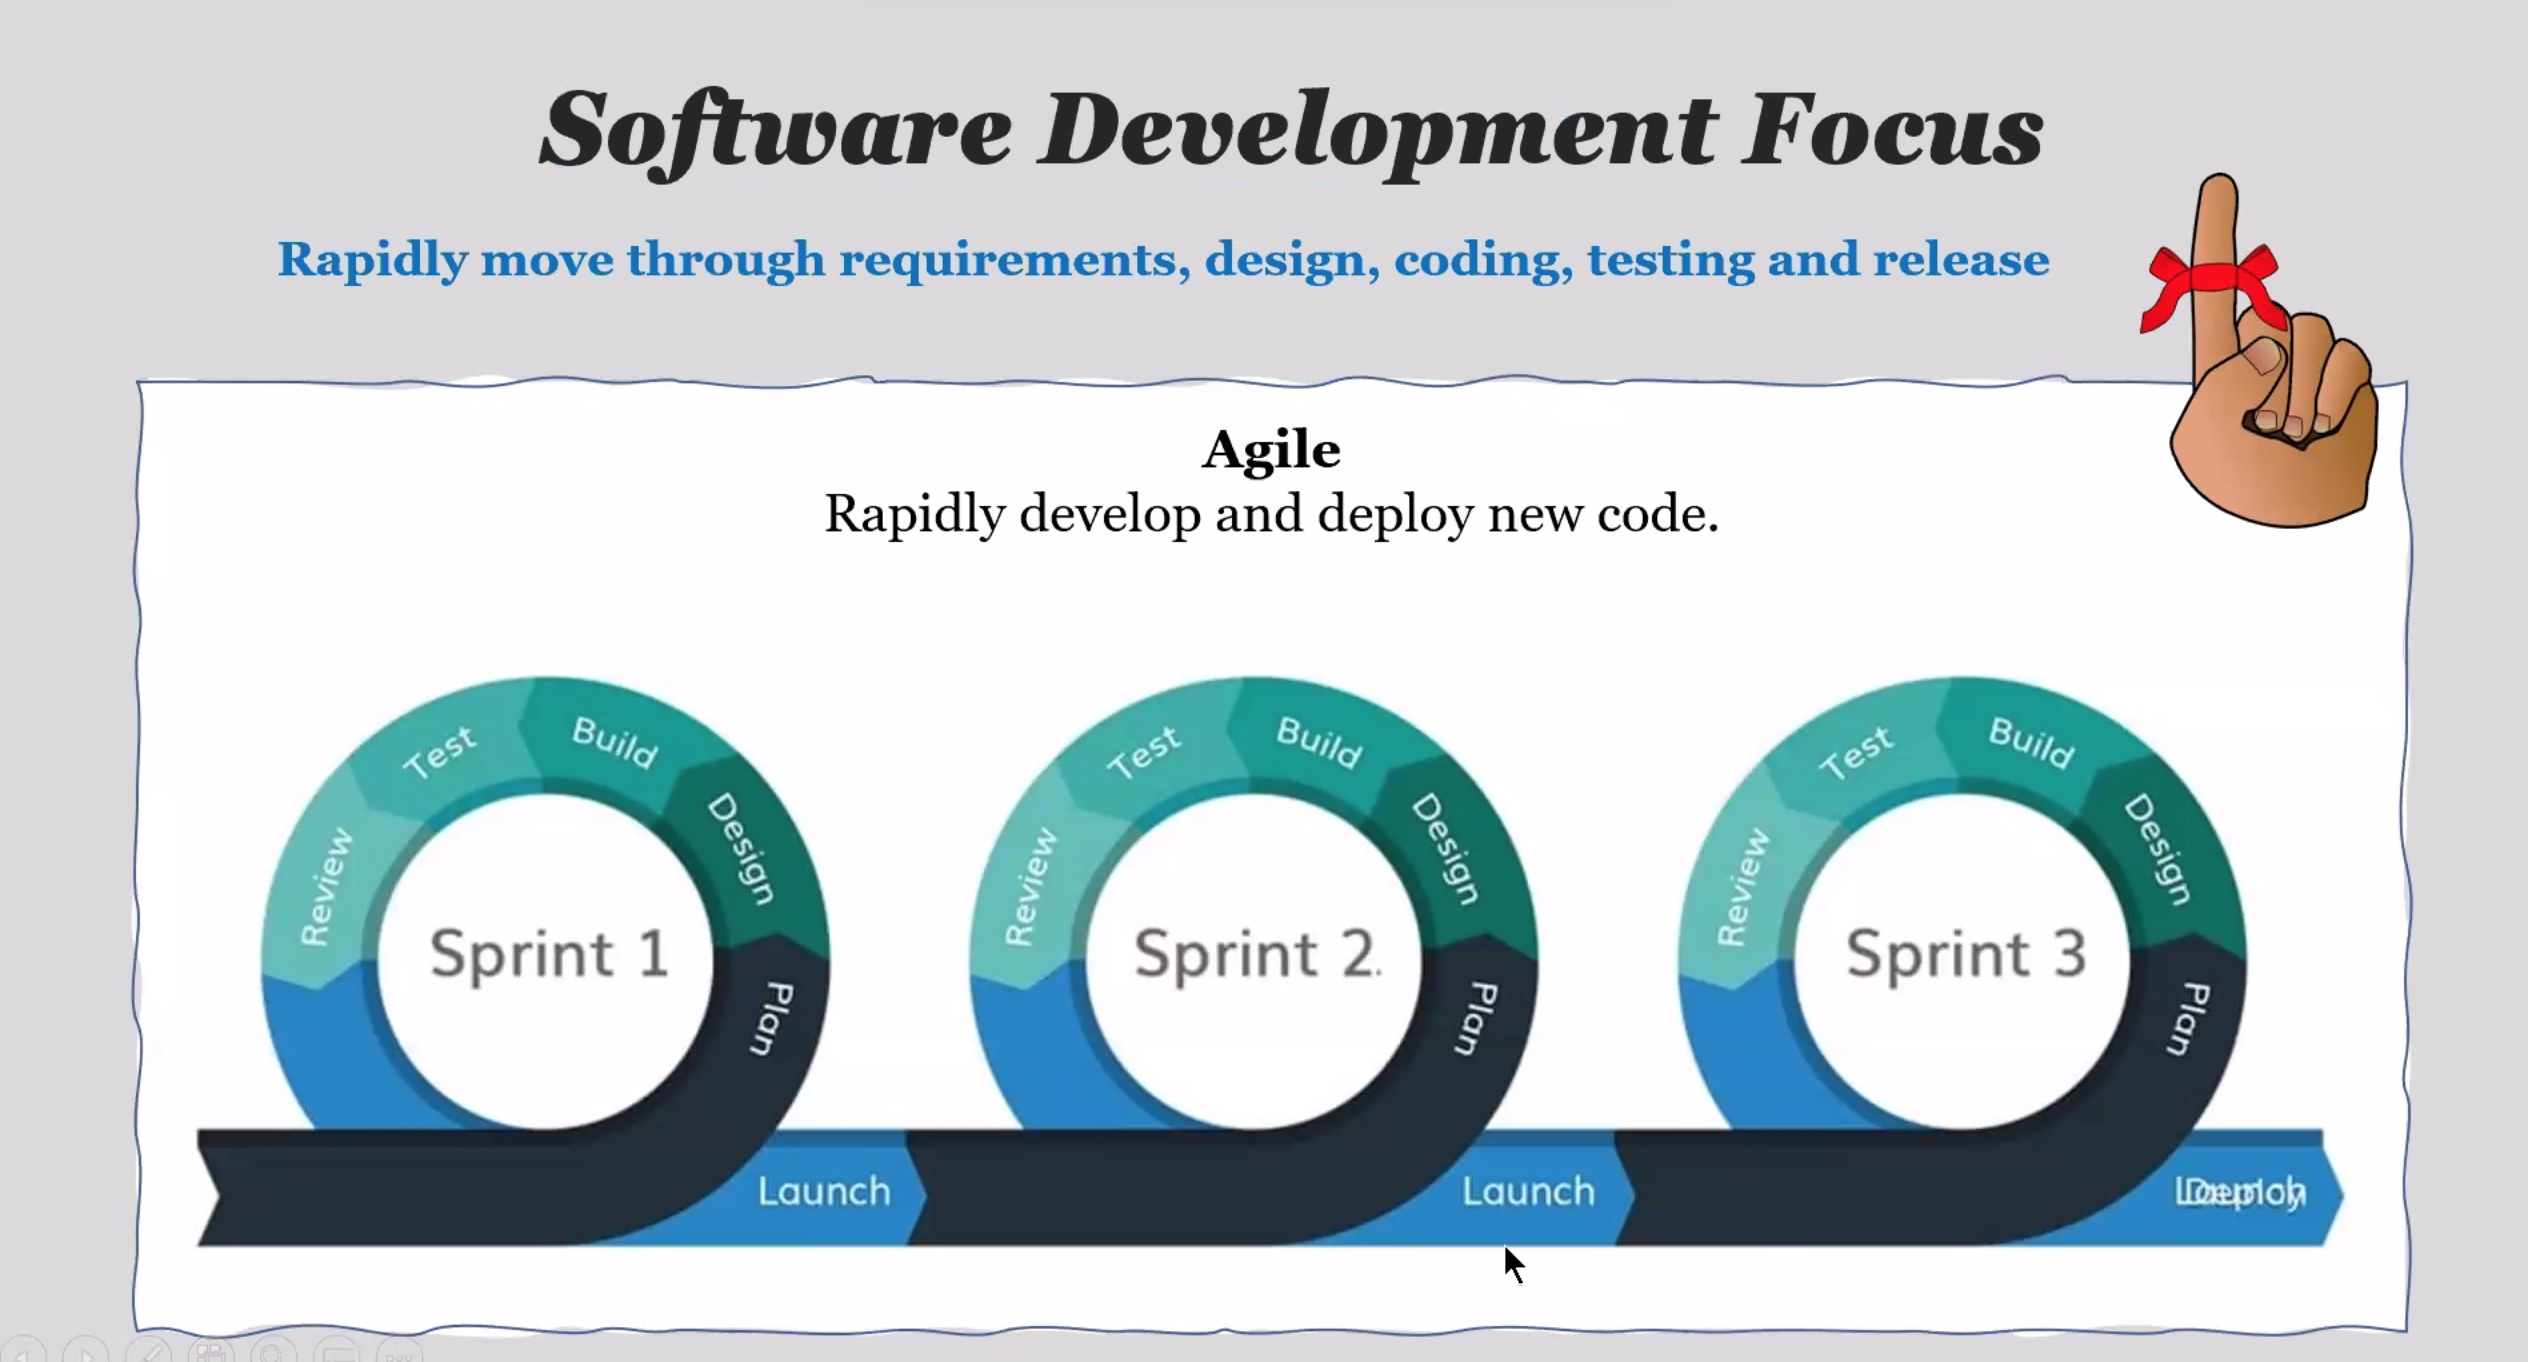 Software Development Focus
Rapidly move through requirements, design, coding, testing and release
Agile
Rapidly develop and deploy new code.
Plan
Design
Build
Test
Review
Sprint 1
Launch
Plan
Design
Build
Test
Review
Sprint 2.
Launch
Plan
Design
Build
Test
Review
Sprint 3